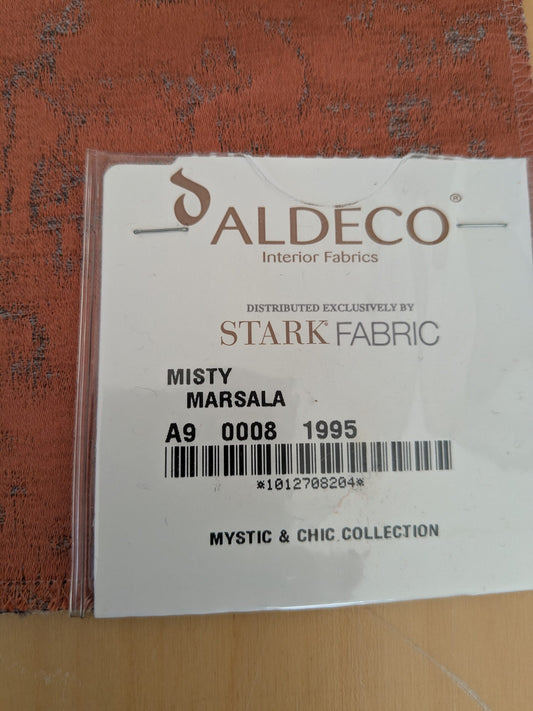 ALDECO®
Interior Fabrics
DISTRIBUTED EXCLUSIVELY BY
STARK® FABRIC
MISTY
MARSALA
A9 0008 1995
*1012708204*
MYSTIC & CHIC COLLECTION